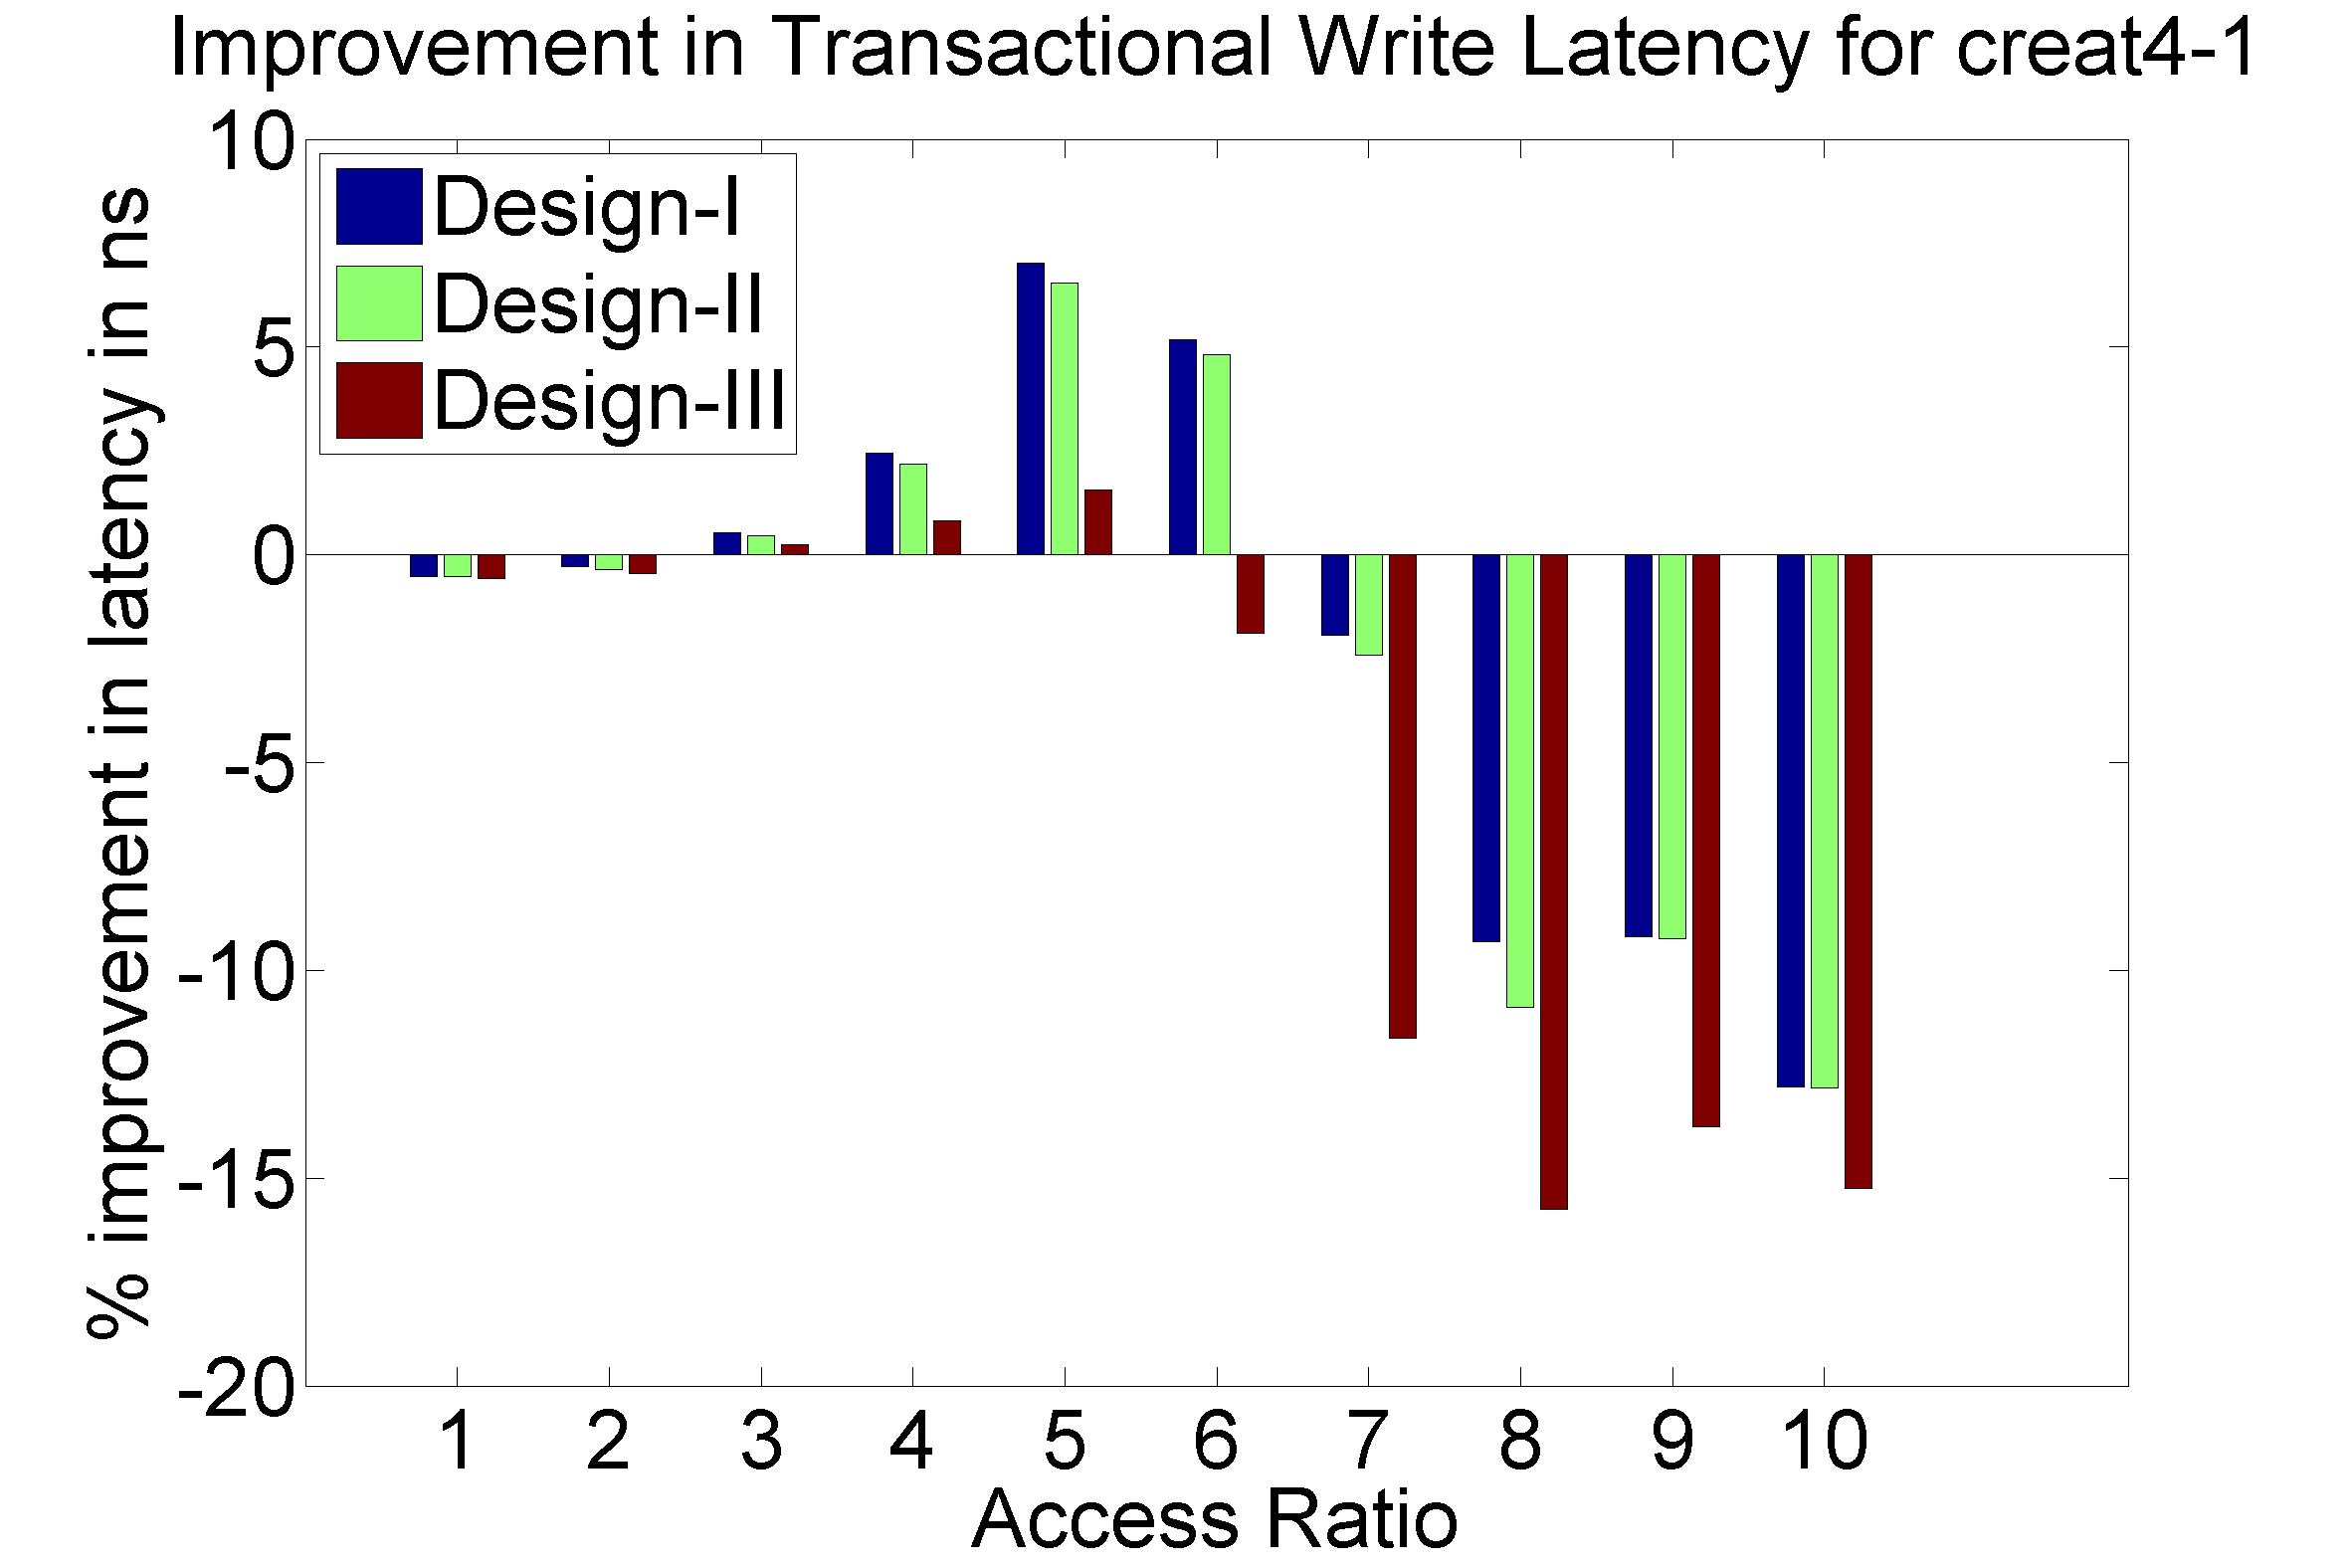 Improvement in Transactional Write Latency for creat4-1
% improvement in latency in ns
10
5
0
-5
-10
-15
-20
Design-I
Design-II
Design-III
1 2 3 4 5 6 7 8 9 10
Access Ratio